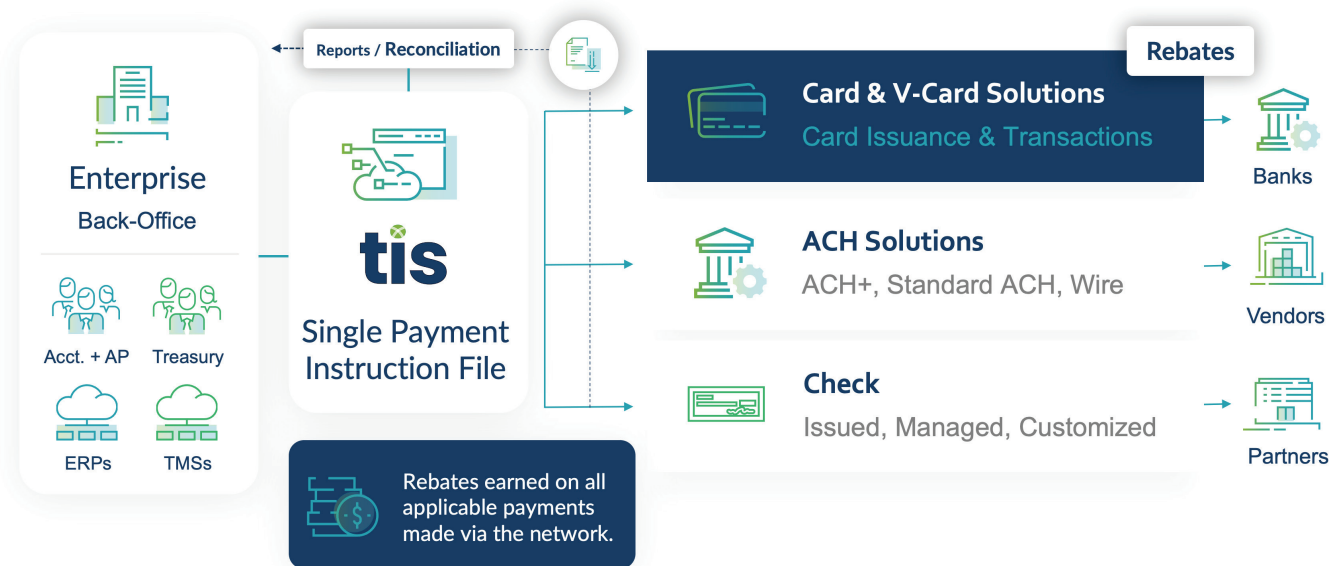 Enterprise
Back-Office
Acct. + AP
Treasury
ERPs
TMSs
Reports / Reconciliation
tis
Single Payment
Instruction File
$
Rebates earned on all
applicable payments
made via the network.
Rebates
Card & V-Card Solutions
Card Issuance & Transactions
ACH Solutions
ACH+, Standard ACH, Wire
Check
Issued, Managed, Customized
Banks
Vendors
Partners